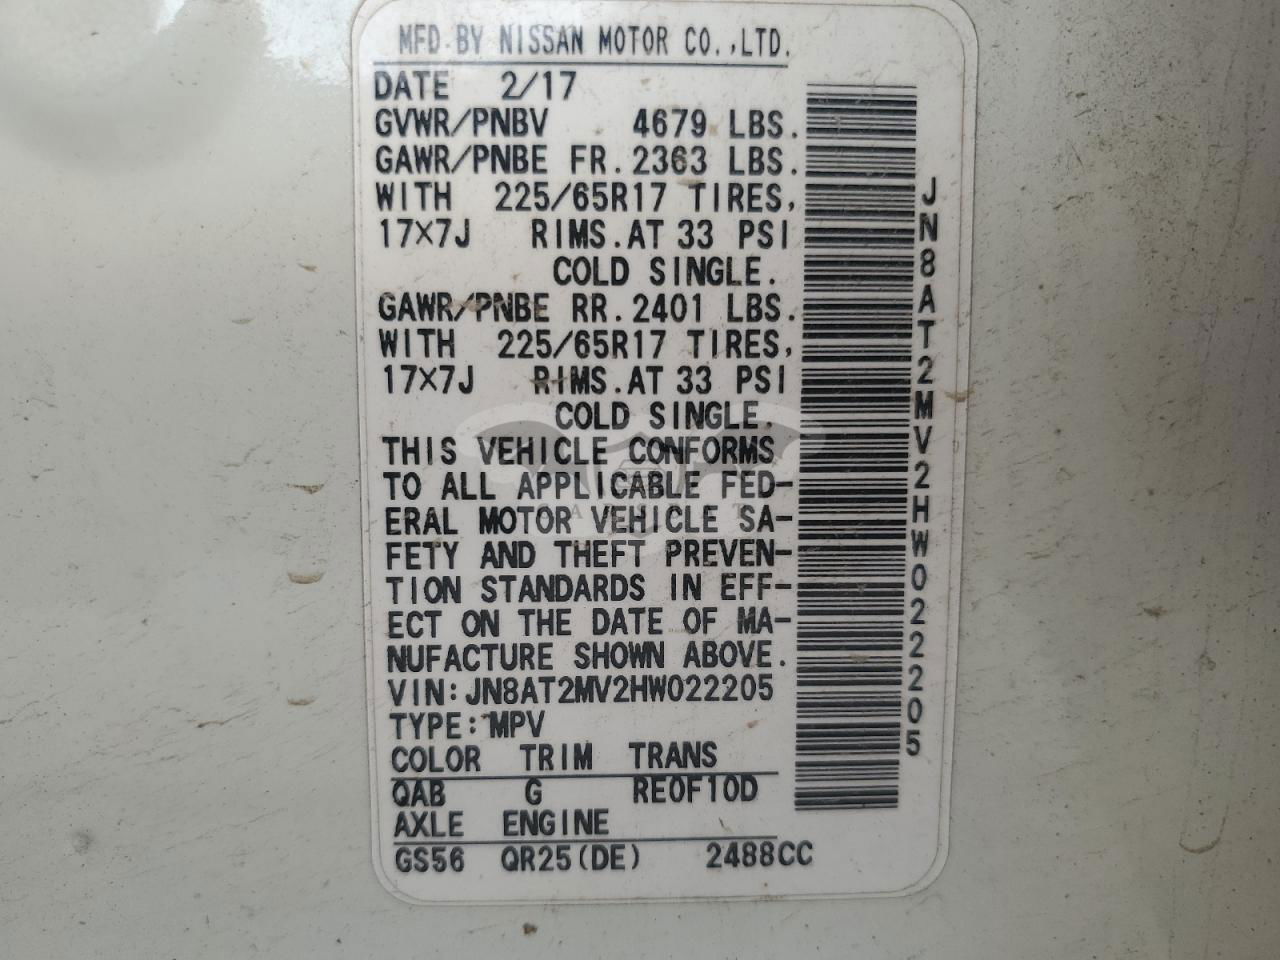 MFD.BY NISSAN MOTOR CO.,LTD.
DATE 2/17
GVWR/PNBV 4679 LBS.
GAWR/PNBE FR.2363 LBS.
WITH 225/65R17 TIRES,
17×7J RIMS.AT 33 PSI
COLD SINGLE.
GAWR/PNBE RR.2401 LBS.
WITH 225/65R17 TIRES,
17×7J RIMS.AT 33 PSI
COLD SINGLE.
THIS VEHICLE CONFORMS
TO ALL APPLICABLE FED-
ERAL MOTOR VEHICLE SA-
FETY AND THEFT PREVEN-
TION STANDARDS IN EFF-
ECT ON THE DATE OF MA-
NUFACTURE SHOWN ABOVE.
VIN:JN8AT2MV2HW022205
TYPE:MPV
COLOR TRIM TRANS
QAB G RE0F10D
AXLE ENGINE
GS56 QR25(DE) 2488CC
JN8AT2MV2HW022205